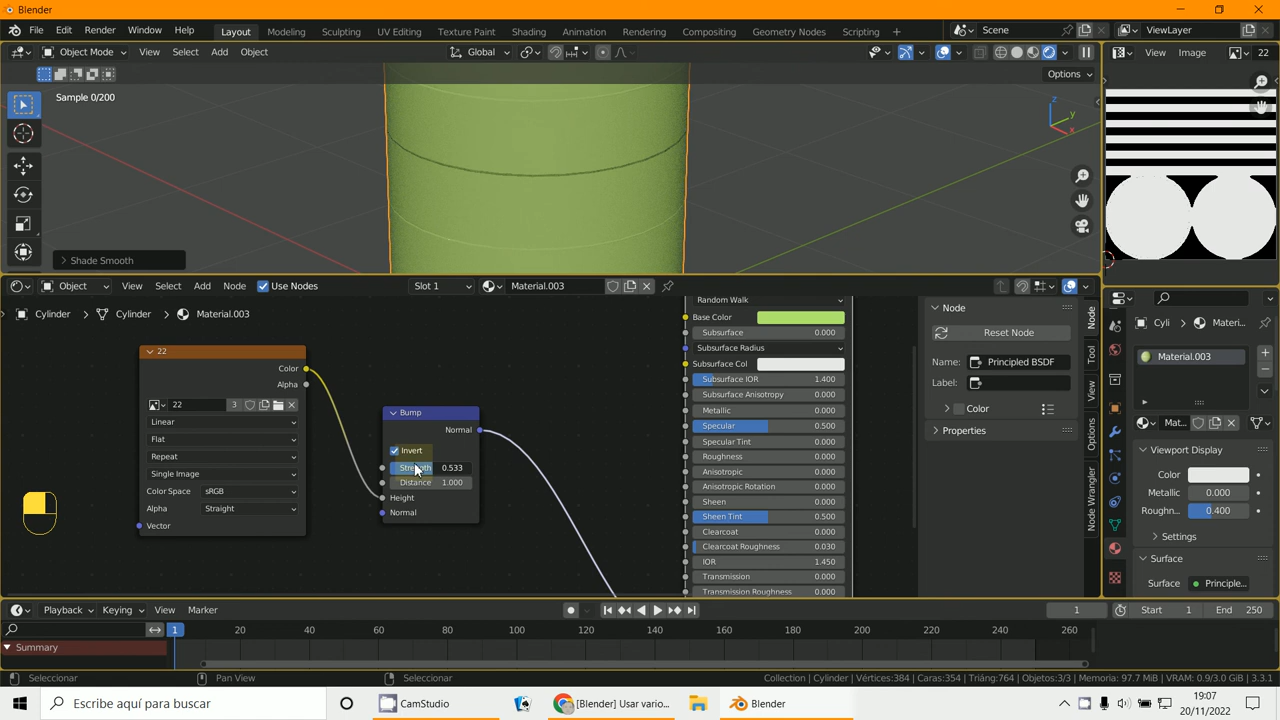 Blender
File Edit Render Window Help Layout Modeling Sculpting UV Editing Texture Paint Shading Animation Rendering Compositing Geometry Nodes Scripting + Scene ViewLayer
Object Mode View Select Add Object Global View Image 22
Options
Sample 0/200
Z
Y
X
> Shade Smooth
Object View Select Add Node Use Nodes Slot 1 Material.003
Cylinder > Cylinder > Material.003
22
Color
Alpha
22 3
Linear
Flat
Repeat
Single Image
Color Space sRGB
Alpha Straight
Vector
Bump
Normal
Invert
Strength 0.533
Distance 1.000
Height
Normal
Random Walk
Base Color
Subsurface 0.000
Subsurface Radius
Subsurface Col
Subsurface IOR 1.400
Subsurface Anisotropy 0.000
Metallic 0.000
Specular 0.500
Specular Tint 0.000
Roughness 0.000
Anisotropic 0.000
Anisotropic Rotation 0.000
Sheen 0.000
Sheen Tint 0.500
Clearcoat 0.000
Clearcoat Roughness 0.030
IOR 1.450
Transmission 0.000
Transmission Roughness 0.000
Node
Reset Node
Name: Principled BSDF
Label:
Color
Properties
Node
Tool
View
Options
Node Wrangler
Cyli > Materi...
Material.003
Mat...
Viewport Display
Color
Metallic 0.000
Roughn... 0.400
Settings
Surface
Surface Principle...
Playback Keying View Marker 1 Start 1 End 250
1 20 40 60 80 100 120 140 160 180 200 220 240 260
Summary
Seleccionar Pan View Seleccionar Collection | Cylinder | Vértices:384 | Caras:354 | Triáng:764 | Objetos:3/3 | Memoria: 97.7 MiB | VRAM: 0.9/3.0 GiB | 3.3.1
Escribe aquí para buscar CamStudio [Blender] Usar vario... Blender 19:07
20/11/2022